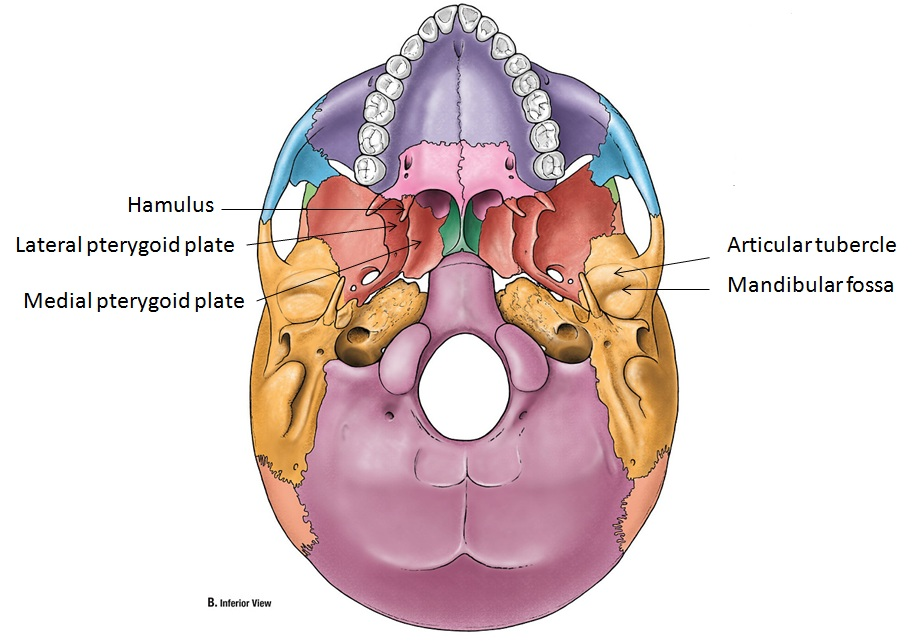 Hamulus
Lateral pterygoid plate
Medial pterygoid plate
Articular tubercle
Mandibular fossa
B. Inferior View